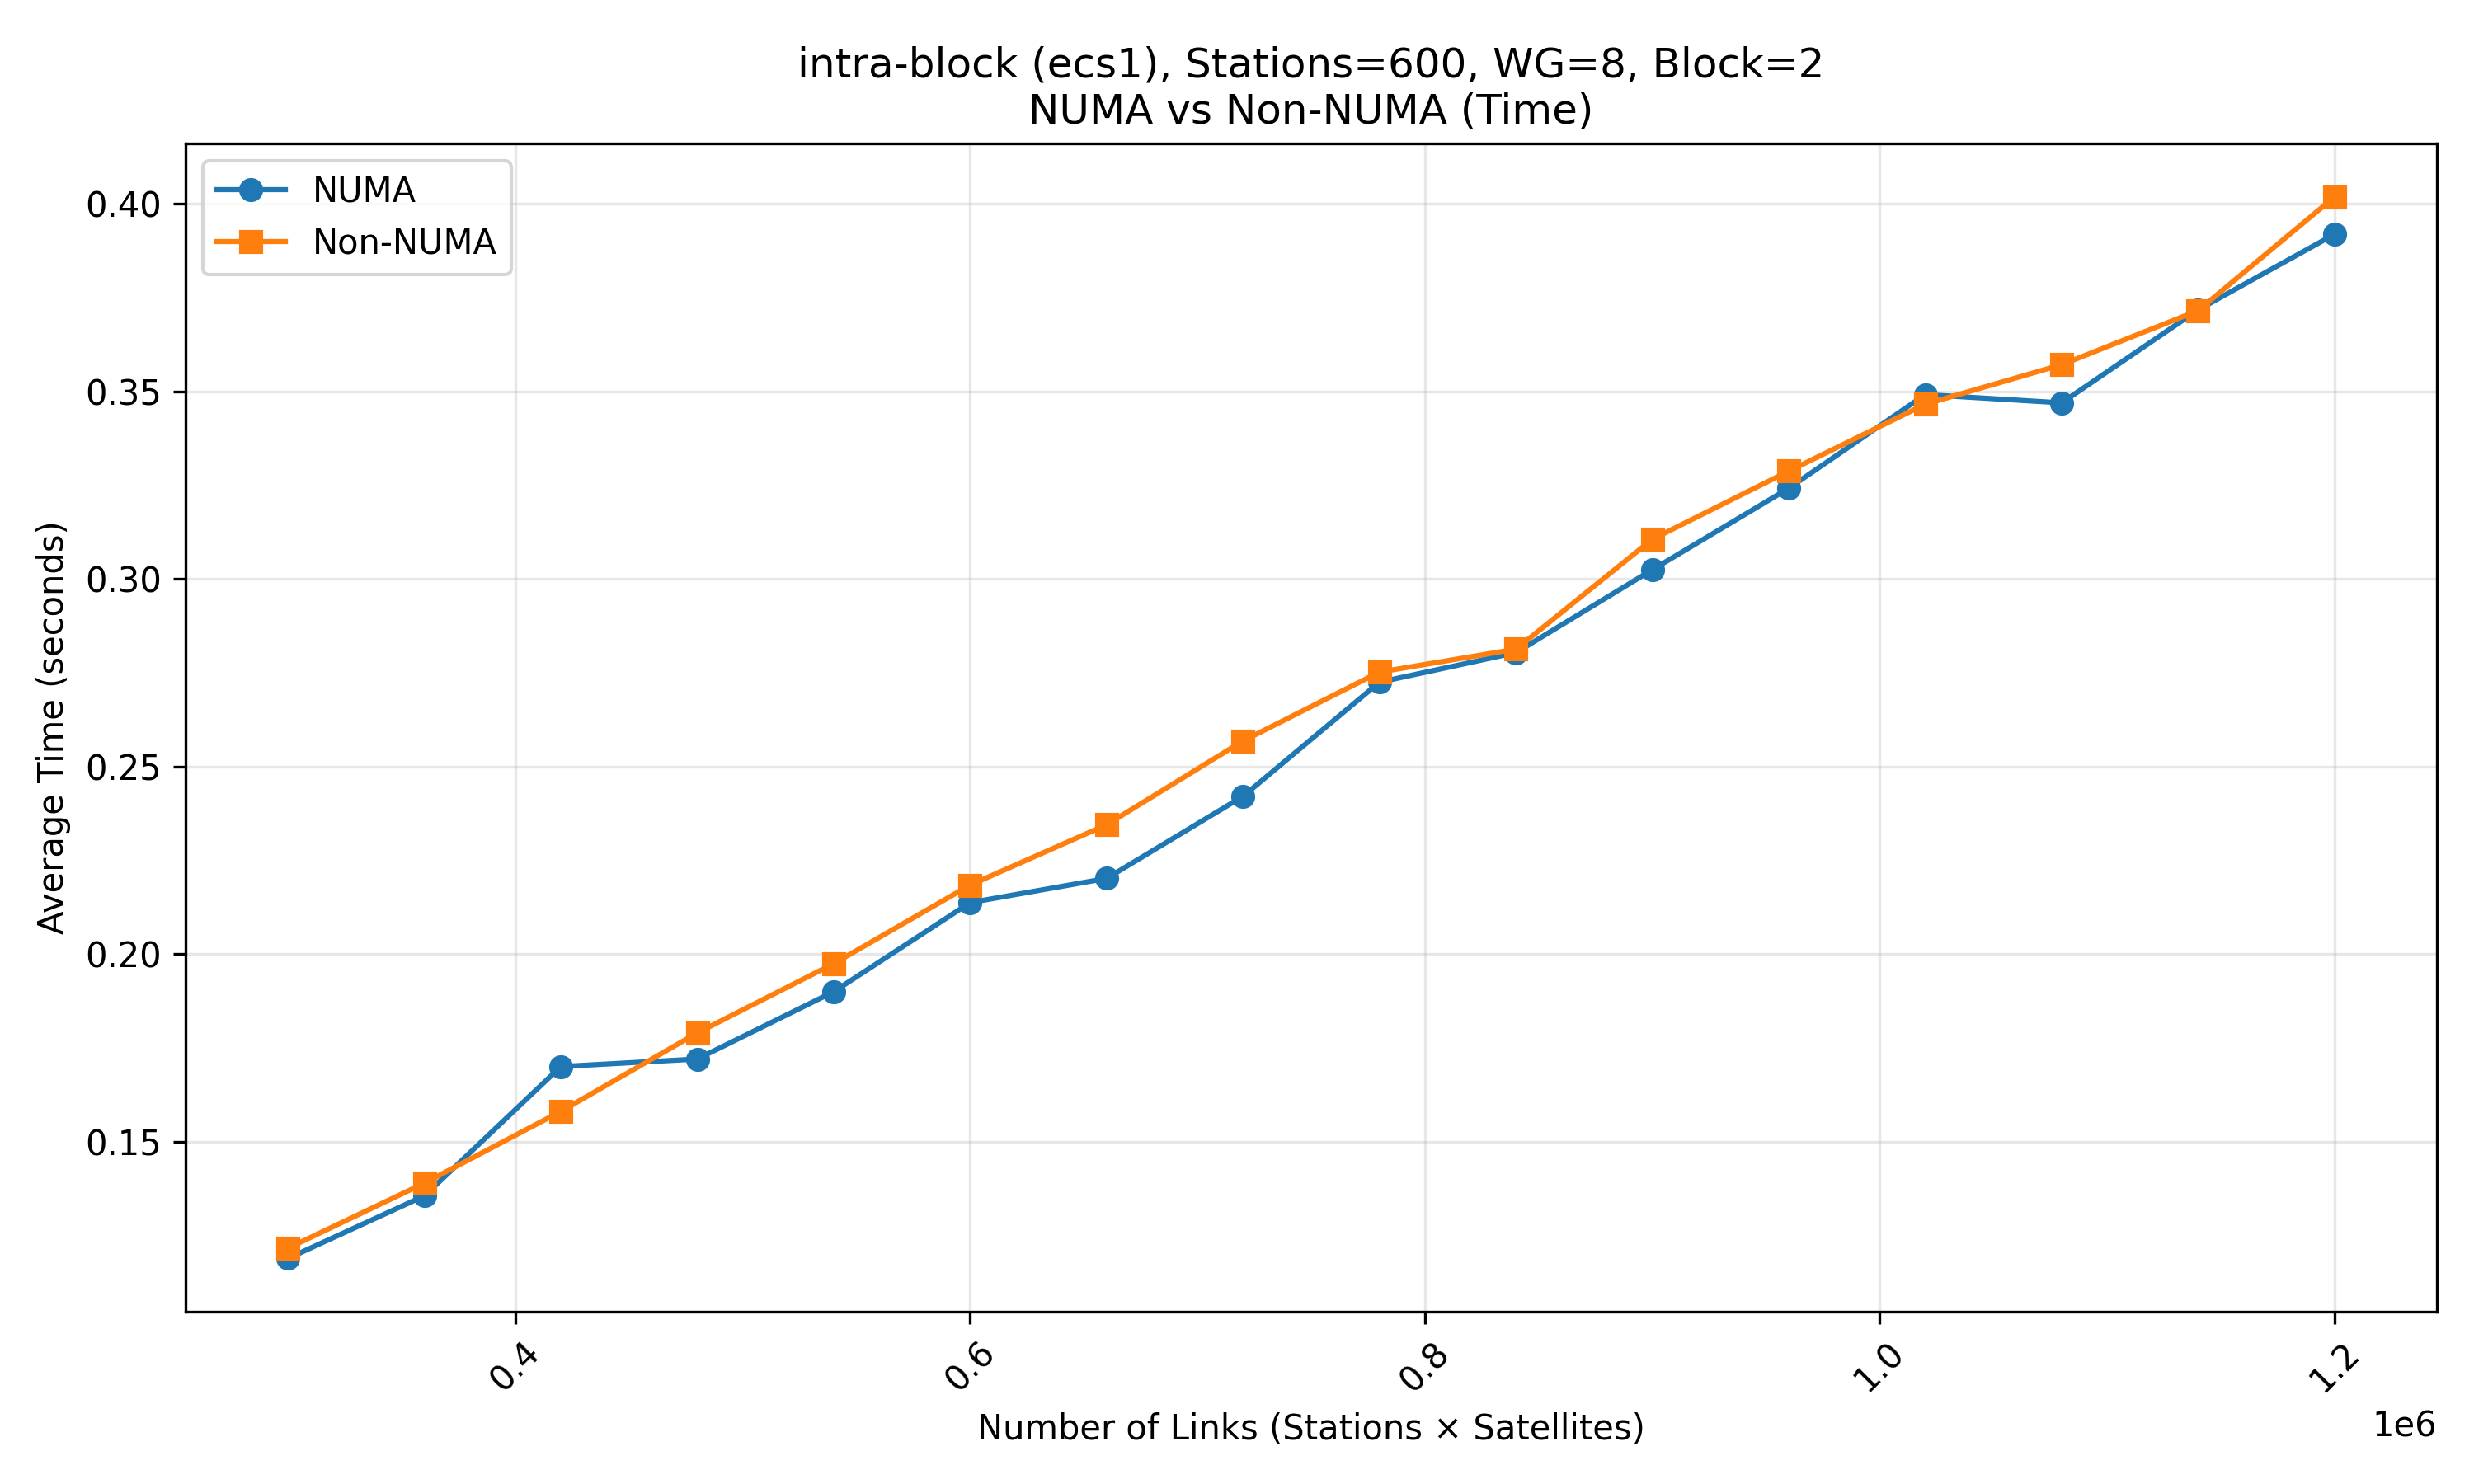 intra-block (ecs1), Stations=600, WG=8, Block=2
NUMA vs Non-NUMA (Time)
NUMA
Non-NUMA
Average Time (seconds)
0.40
0.35
0.30
0.25
0.20
0.15
0.4
0.6
0.8
1.0
1.2
1e6
Number of Links (Stations × Satellites)